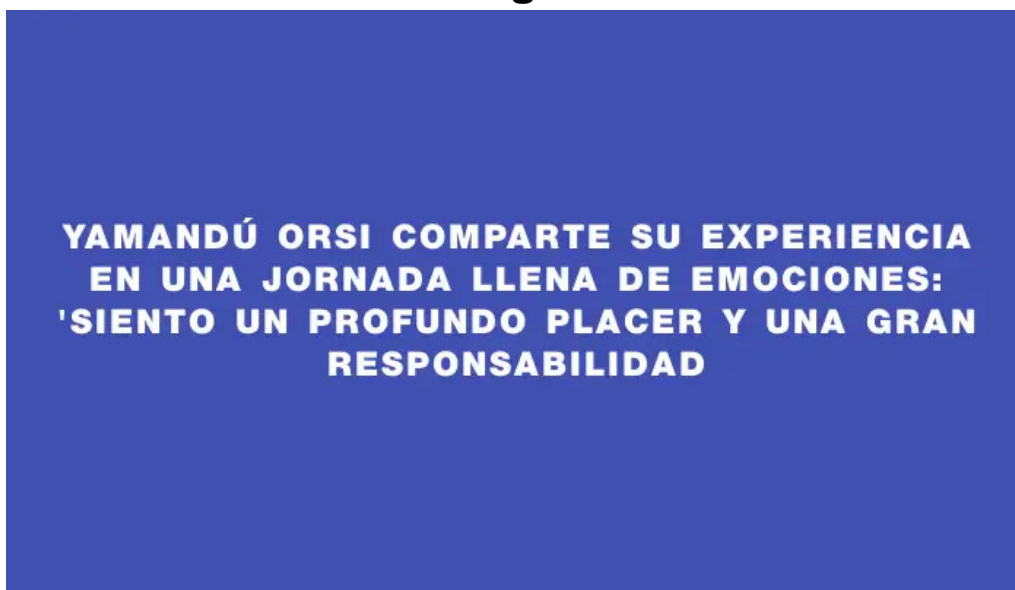 YAMANDÚ ORSI COMPARTE SU EXPERIENCIA
EN UNA JORNADA LLENA DE EMOCIONES:
'SIENTO UN PROFUNDO PLACER Y UNA GRAN
RESPONSABILIDAD